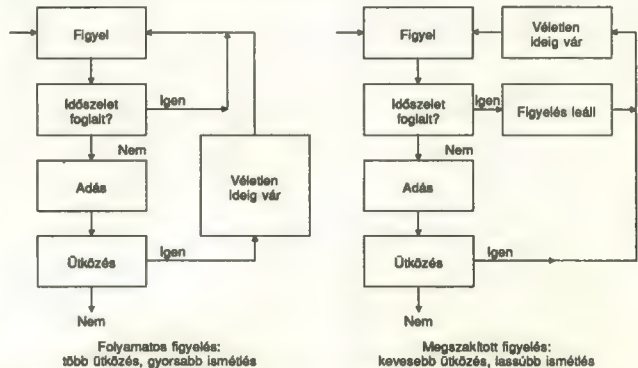 Figyel
Időszelet
foglalt?
Igen
Nem
Adás
Véletlen
ideig vár
Ütközés
Igen
Nem
Folyamatos figyelés:
több ütközés, gyorsabb ismétlés
Figyel
Véletlen
ideig vár
Időszelet
foglalt?
Igen
Figyelés leáll
Nem
Adás
Ütközés
Igen
Nem
Megszakított figyelés:
kevesebb ütközés, lassúbb ismétlés